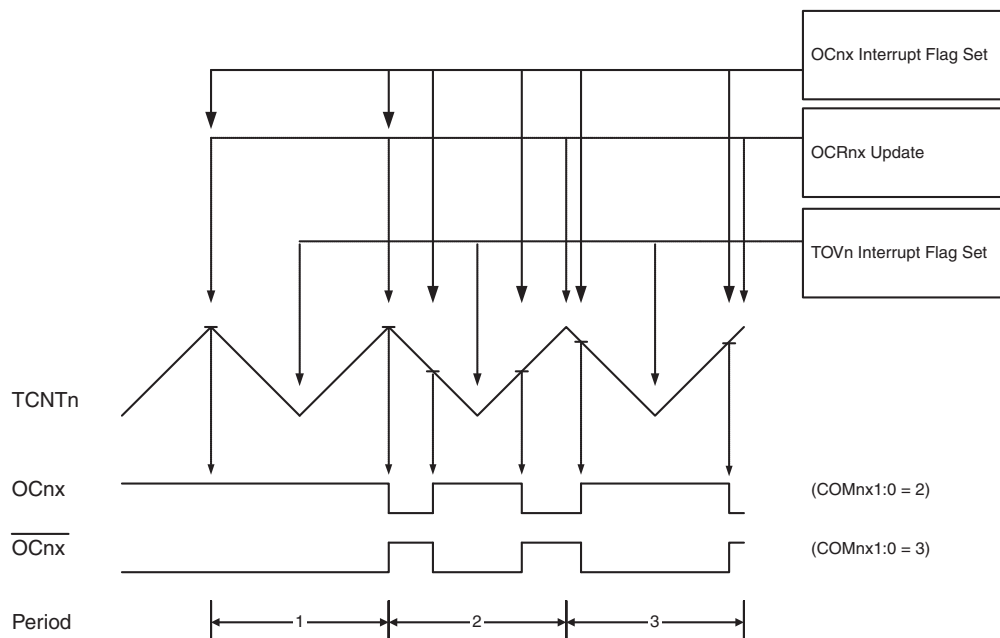 OCnx Interrupt Flag Set
OCRnx Update
TOVn Interrupt Flag Set
TCNTn
OCnx
(COMnx1:0 = 2)
OCnx
(COMnx1:0 = 3)
Period
1
2
3